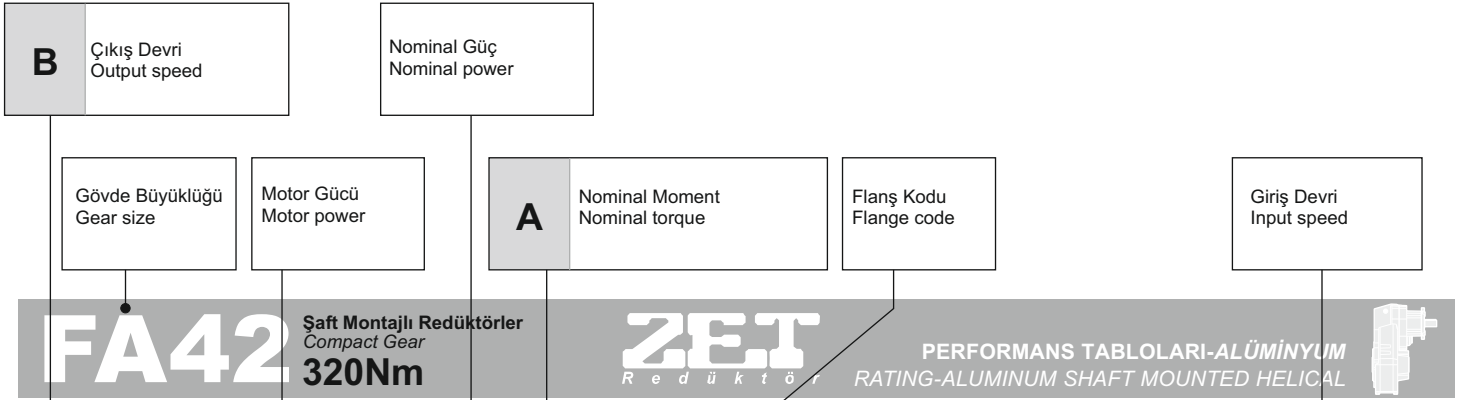 B
Çıkış Devri
Output speed
Nominal Güç
Nominal power
Gövde Büyüklüğü
Gear size
Motor Gücü
Motor power
A
Nominal Moment
Nominal torque
Flanş Kodu
Flange code
Giriş Devri
Input speed
FA42
Şaft Montajlı Redüktörler
Compact Gear
320Nm
ZET
Redüktör
PERFORMANS TABLOLARI-ALÜMİNYUM
RATING-ALUMINUM SHAFT MOUNTED HELICAL